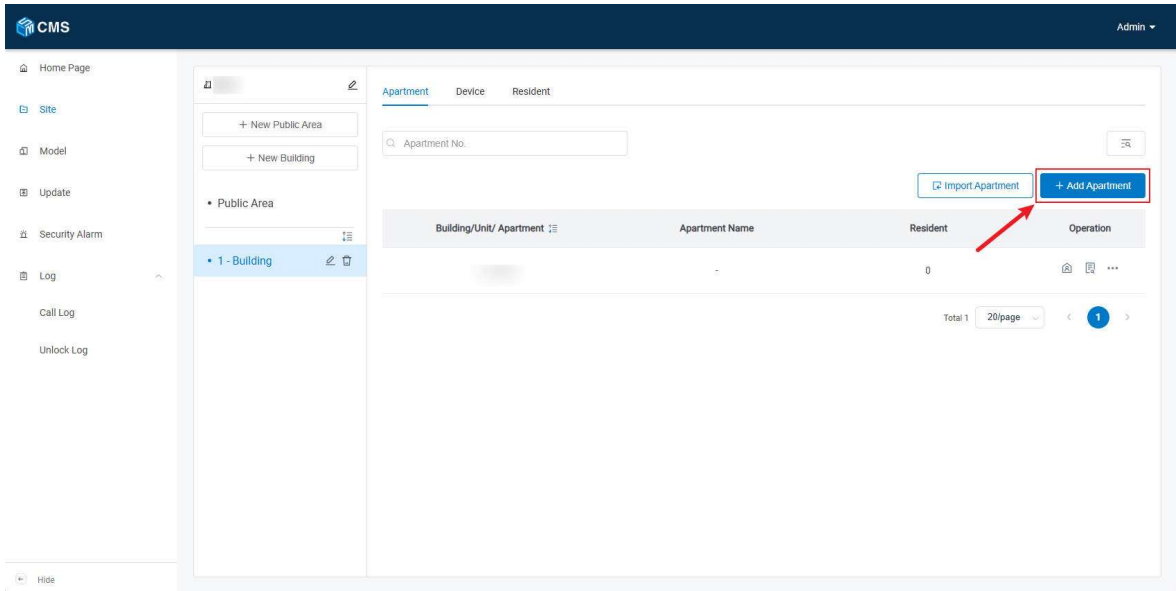 CMS
Admin
Home Page
Site
Model
Update
Security Alarm
Log
Call Log
Unlock Log
Hide
+ New Public Area
+ New Building
• Public Area
• 1 - Building
Apartment Device Resident
Apartment No.
Import Apartment + Add Apartment
Building/Unit/ Apartment Apartment Name Resident Operation
- 0 •••
Total 1 20/page < 1 >